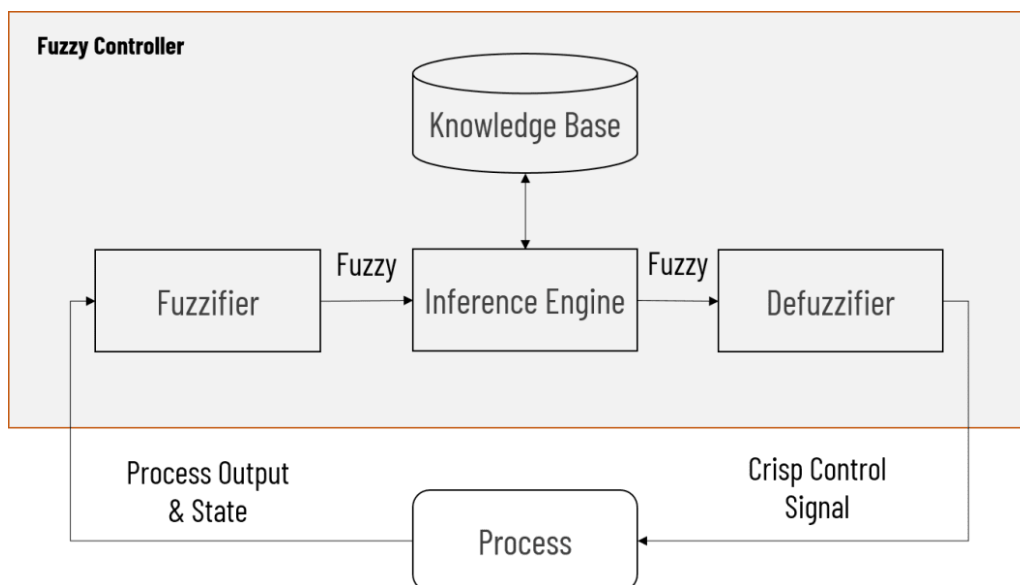 Fuzzy Controller
Knowledge Base
Fuzzy
Fuzzy
Fuzzifier
Inference Engine
Defuzzifier
Process Output
& State
Crisp Control
Signal
Process